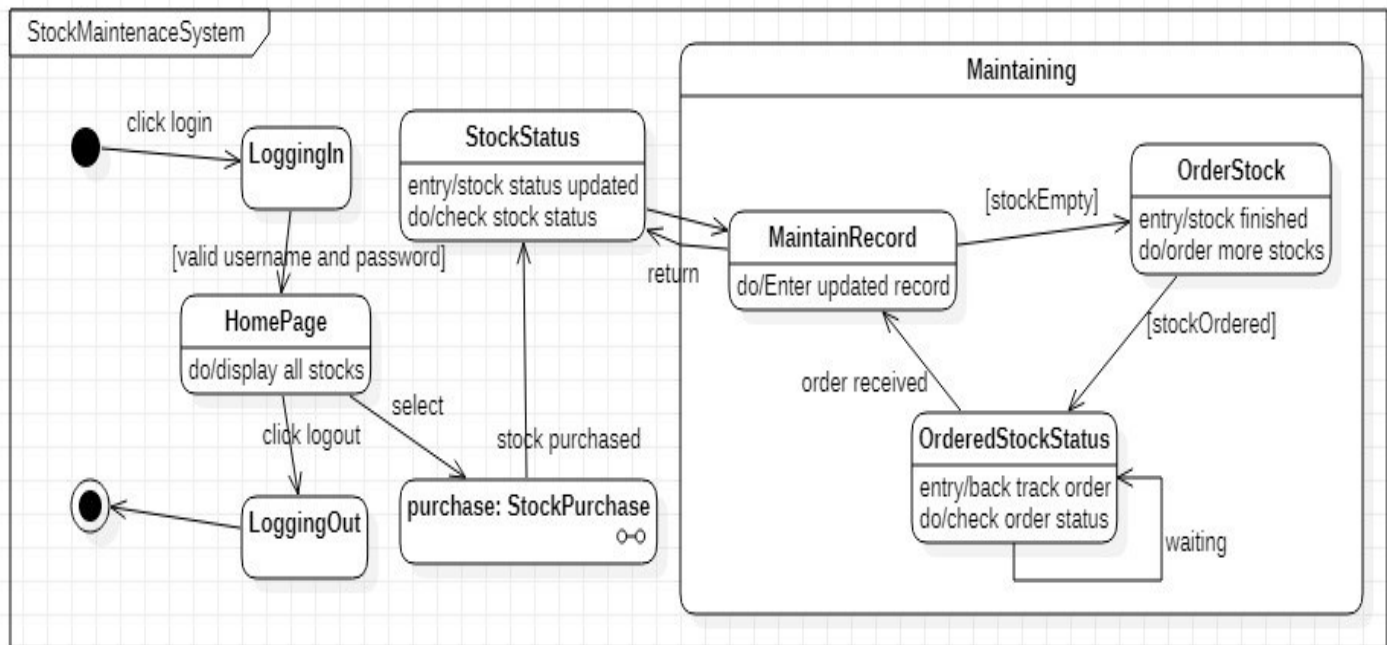 StockMaintenaceSystem
click login
LoggingIn
[valid username and password]
HomePage
do/display all stocks
click logout
select
LoggingOut
StockStatus
entry/stock status updated
do/check stock status
stock purchased
purchase: StockPurchase
return
Maintaining
MaintainRecord
do/Enter updated record
[stockEmpty]
OrderStock
entry/stock finished
do/order more stocks
[stockOrdered]
order received
OrderedStockStatus
entry/back track order
do/check order status
waiting